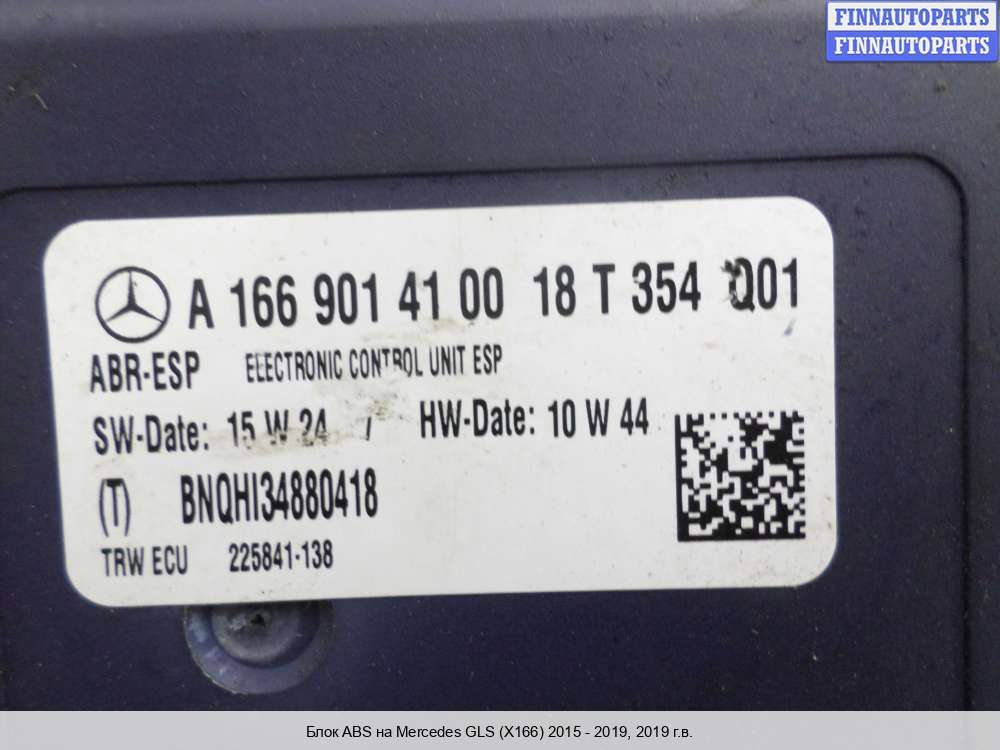 FINNAUTOPARTS
FINNAUTOPARTS
A 166 901 41 00 18 T 354 Q01
ABR-ESP ELECTRONIC CONTROL UNIT ESP
SW-Date: 15 W 24 / HW-Date: 10 W 44
(T) BNQHI34880418
TRW ECU 225841-138
Блок ABS на Mercedes GLS (X166) 2015 - 2019, 2019 г.в.